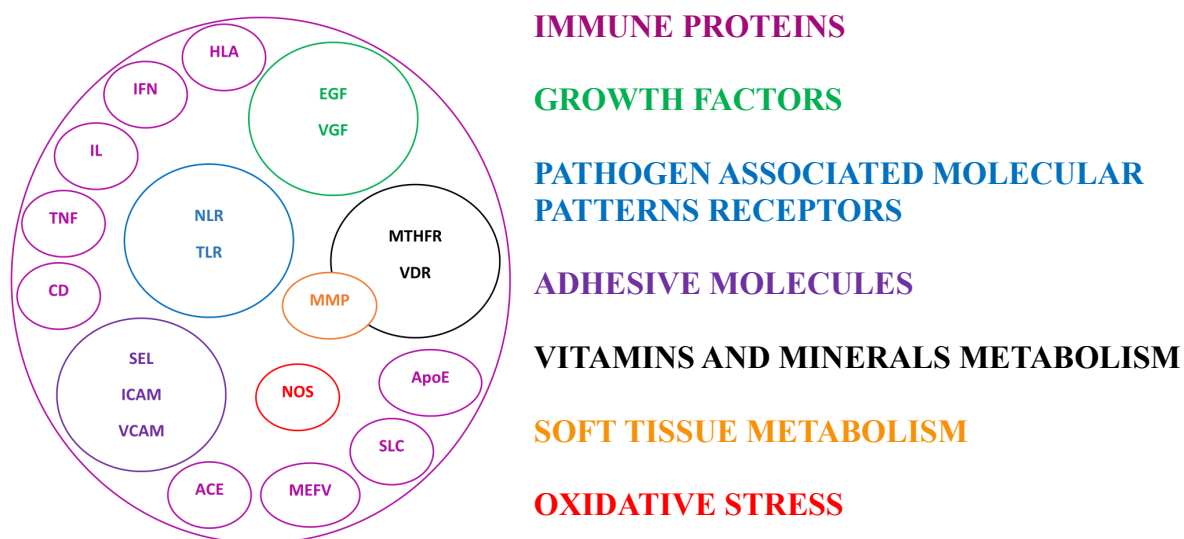 HLA
IFN
IL
TNF
CD
EGF
VGF
NLR
TLR
MTHFR
VDR
MMP
SEL
ICAM
VCAM
NOS
ApoE
SLC
MEFV
ACE
IMMUNE PROTEINS
GROWTH FACTORS
PATHOGEN ASSOCIATED MOLECULAR
PATTERNS RECEPTORS
ADHESIVE MOLECULES
VITAMINS AND MINERALS METABOLISM
SOFT TISSUE METABOLISM
OXIDATIVE STRESS